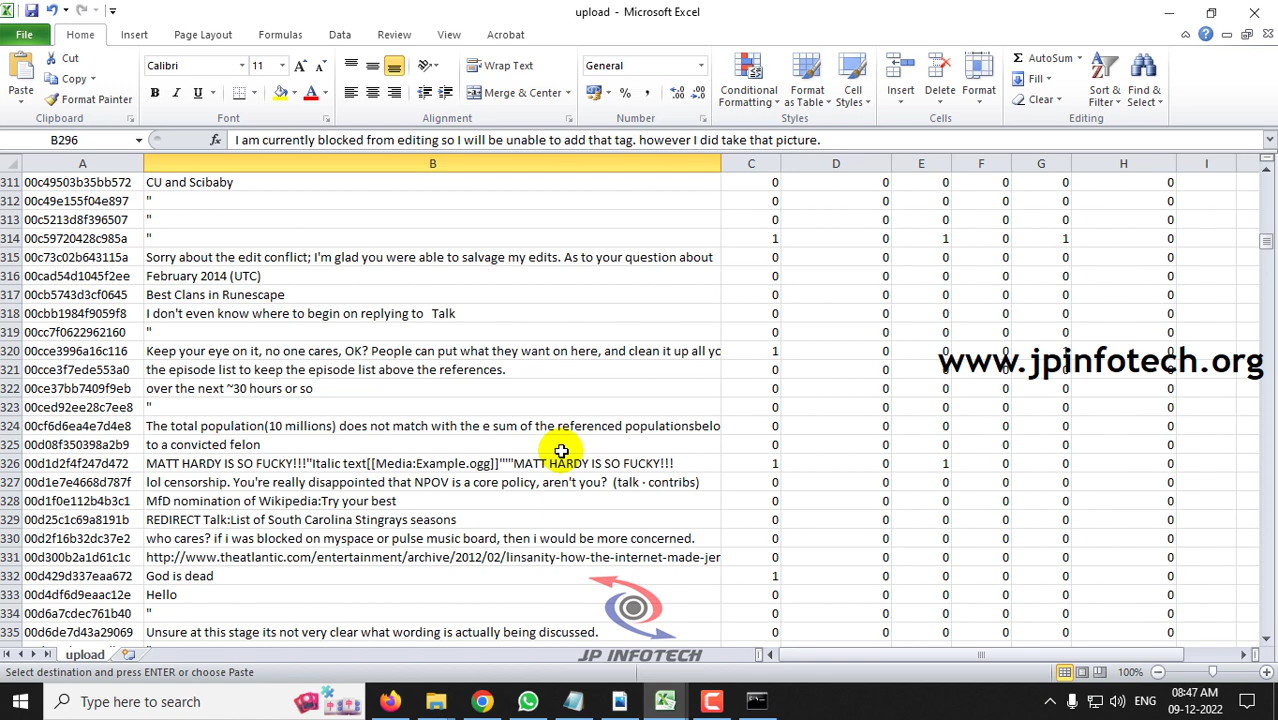 upload - Microsoft Excel
File Home Insert Page Layout Formulas Data Review View Acrobat
Paste
Cut
Copy
Format Painter
Clipboard
Calibri 11
B I U
Font
Wrap Text
Merge & Center
Alignment
General
Number
Conditional Formatting
Format as Table
Cell Styles
Styles
Insert Delete Format
Cells
AutoSum
Fill
Clear
Sort & Filter
Find & Select
Editing
B296 fx I am currently blocked from editing so I will be unable to add that tag. however I did take that picture.
A B C D E F G H I
311 00c49503b35bb572 CU and Scibaby 0 0 0 0 0 0
312 00c49e155f04e897 " 0 0 0 0 0 0
313 00c5213d8f396507 " 0 0 0 0 0 0
314 00c59720428c985a " 1 0 1 0 1 0
315 00c73c02b643115a Sorry about the edit conflict; I'm glad you were able to salvage my edits. As to your question about 0 0 0 0 0 0
316 00cad54d1045f2ee February 2014 (UTC) 0 0 0 0 0 0
317 00cb5743d3cf0645 Best Clans in Runescape 0 0 0 0 0 0
318 00cbb1984f9059f8 I don't even know where to begin on replying to Talk 0 0 0 0 0 0
319 00cc7f0622962160 " 0 0 0 0 0 0
320 00cce3996a16c116 Keep your eye on it, no one cares, OK? People can put what they want on here, and clean it up all yo 1 0 0 0 1 0
www.jpinfotech.org
321 00cce3f7ede553a0 the episode list to keep the episode list above the references. 0 0 0 0 0 0
322 00ce37bb7409f9eb over the next ~30 hours or so 0 0 0 0 0 0
323 00ced92ee28c7ee8 " 0 0 0 0 0 0
324 00cf6d6ea4e7d4e8 The total population(10 millions) does not match with the e sum of the referenced populationsbelo 0 0 0 0 0 0
325 00d08f350398a2b9 to a convicted felon 0 0 0 0 0 0
326 00d1d2f4f247d472 MATT HARDY IS SO FUCKY!!!"Italic text[[Media:Example.ogg]]"""MATT HARDY IS SO FUCKY!!! 1 0 1 0 0 0
327 00d1e7e4668d787f lol censorship. You're really disappointed that NPOV is a core policy, aren't you? (talk · contribs) 0 0 0 0 0 0
328 00d1f0e112b4b3c1 MfD nomination of Wikipedia:Try your best 0 0 0 0 0 0
329 00d25c1c69a8191b REDIRECT Talk:List of South Carolina Stingrays seasons 0 0 0 0 0 0
330 00d2f16b32dc37e2 who cares? if i was blocked on myspace or pulse music board, then i would be more concerned. 0 0 0 0 0 0
331 00d300b2a1d61c1c http://www.theatlantic.com/entertainment/archive/2012/02/linsanity-how-the-internet-made-jer 0 0 0 0 0 0
332 00d429d337eaa672 God is dead 1 0 0 0 0 0
333 00d4df6d9eaac12e Hello 0 0 0 0 0 0
334 00d6a7cdec761b40 " 0 0 0 0 0 0
335 00d6de7d43a29069 Unsure at this stage its not very clear what wording is actually being discussed. 0 0 0 0 0 0
JP INFOTECH
upload
Select destination and press ENTER or choose Paste 100%
Type here to search
ENG
08:47 AM
09-12-2022